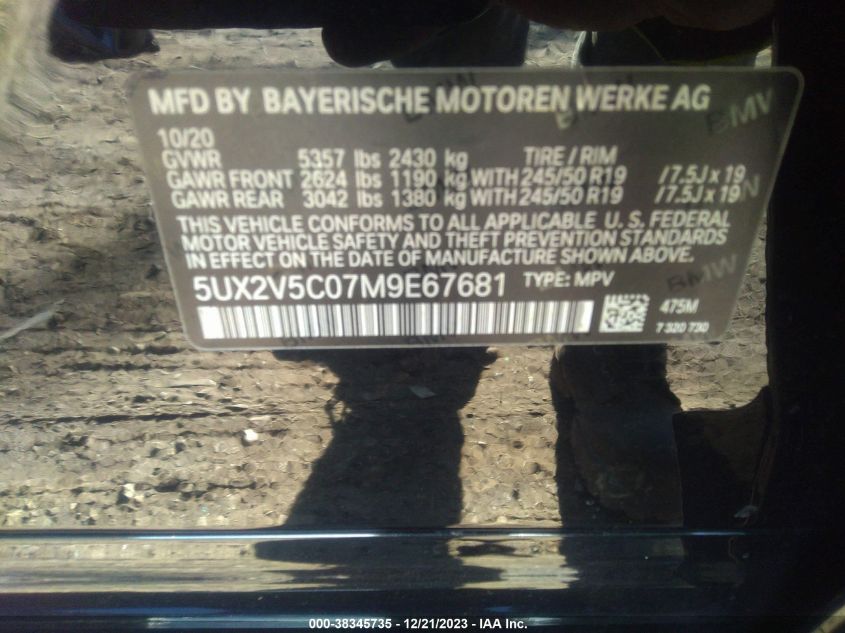 MFD BY BAYERISCHE MOTOREN WERKE AG
10/20
GVWR 5357 lbs 2430 kg TIRE / RIM
GAWR FRONT 2624 lbs 1190 kg WITH 245/50 R19 / 7.5J x 19
GAWR REAR 3042 lbs 1380 kg WITH 245/50 R19 / 7.5J x 19
THIS VEHICLE CONFORMS TO ALL APPLICABLE U.S. FEDERAL
MOTOR VEHICLE SAFETY AND THEFT PREVENTION STANDARDS
IN EFFECT ON THE DATE OF MANUFACTURE SHOWN ABOVE.
5UX2V5C07M9E67681 TYPE: MPV
475M
7 320 730
BMW
BMW
000-38345735 - 12/21/2023 - IAA Inc.